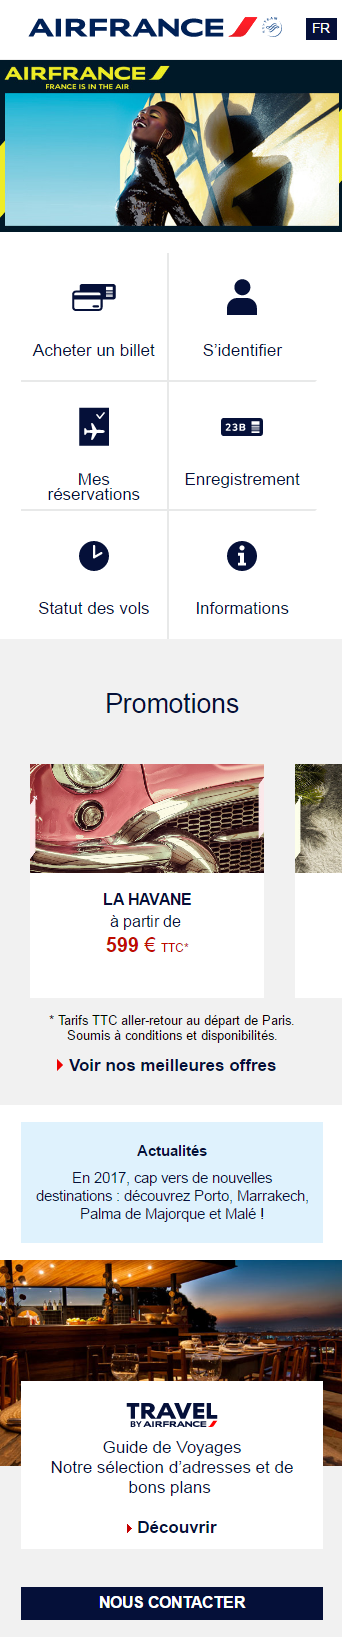 AIRFRANCE
FR
AIRFRANCE
FRANCE IS IN THE AIR
Acheter un billet
S'identifier
Mes
réservations
23B
Enregistrement
Statut des vols
Informations
Promotions
LA HAVANE
à partir de
599 € TTC*
* Tarifs TTC aller-retour au départ de Paris.
Soumis à conditions et disponibilités.
Voir nos meilleures offres
Actualités
En 2017, cap vers de nouvelles
destinations : découvrez Porto, Marrakech,
Palma de Majorque et Malé !
TRAVEL
BY AIRFRANCE
Guide de Voyages
Notre sélection d'adresses et de
bons plans
Découvrir
NOUS CONTACTER